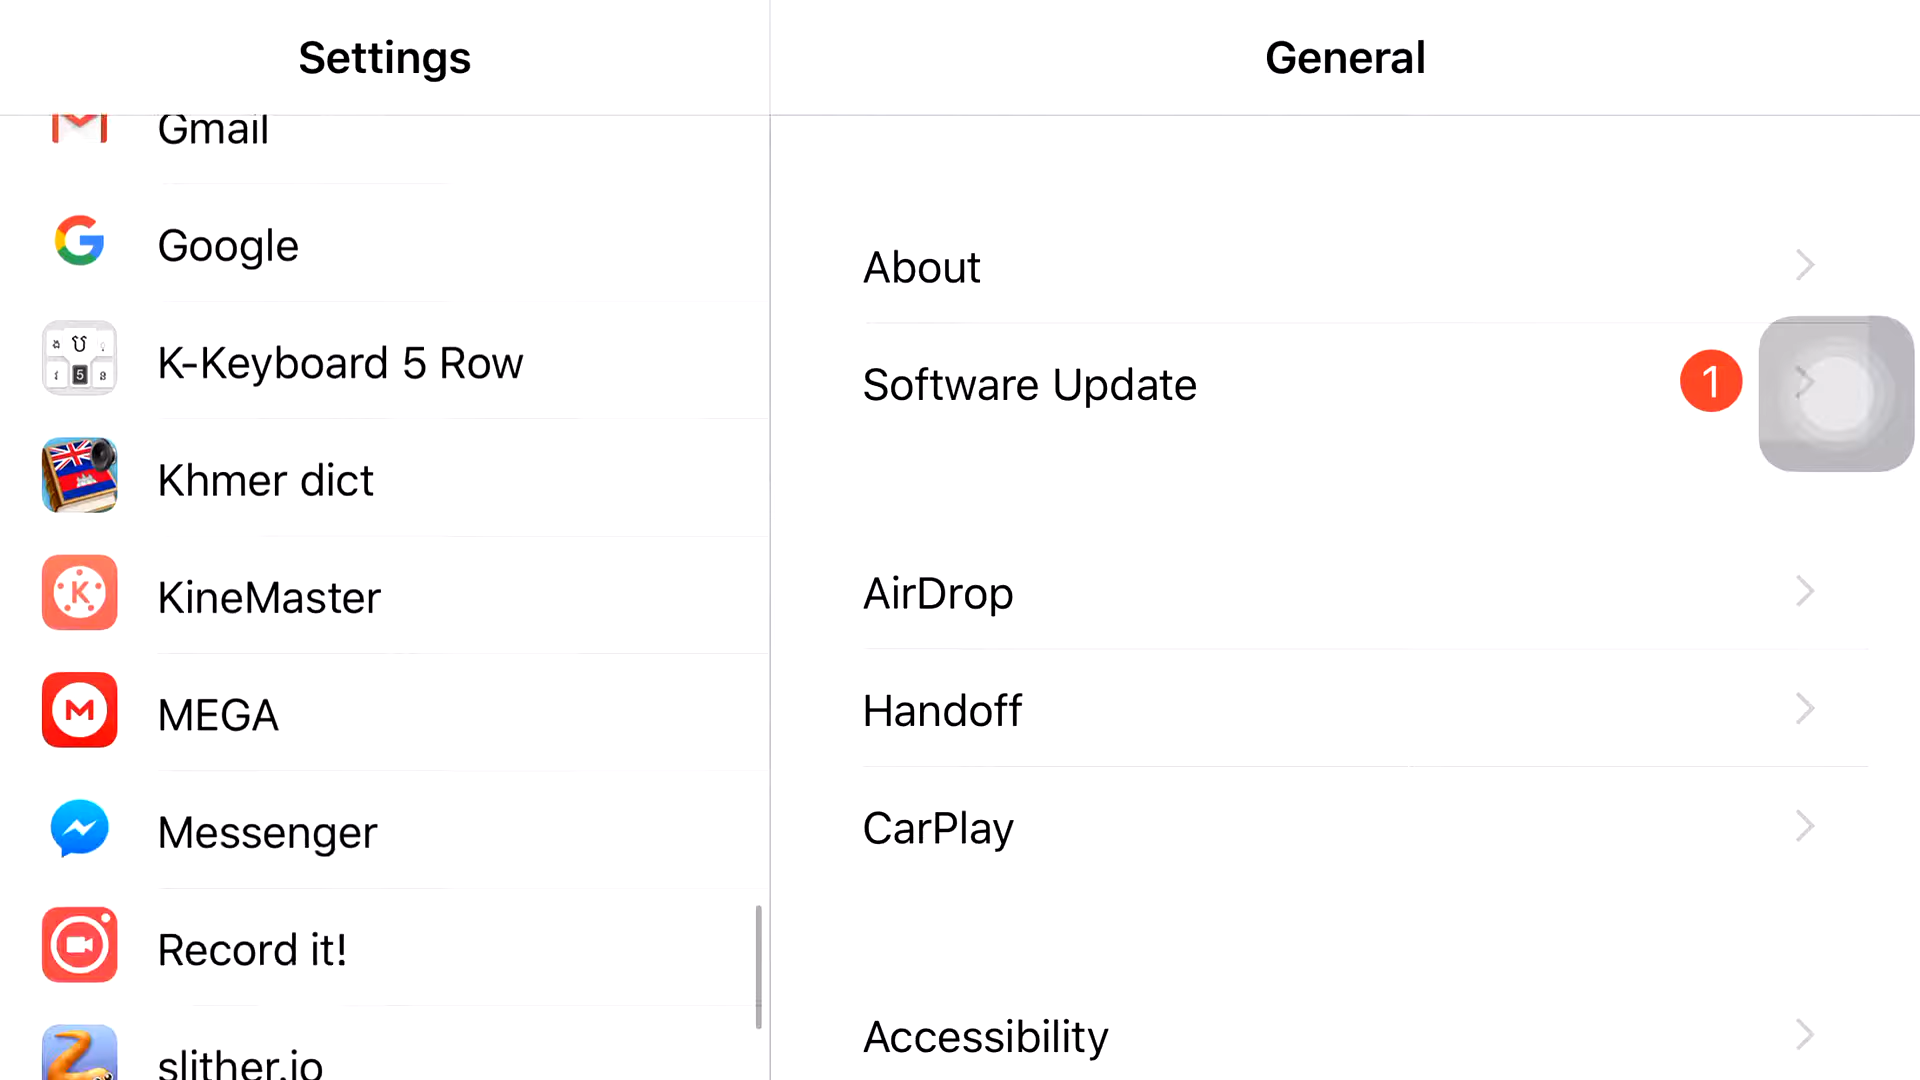 Settings
General
Gmail
Google
K-Keyboard 5 Row
Khmer dict
KineMaster
MEGA
Messenger
Record it!
slither.io
About
Software Update
1
AirDrop
Handoff
CarPlay
Accessibility